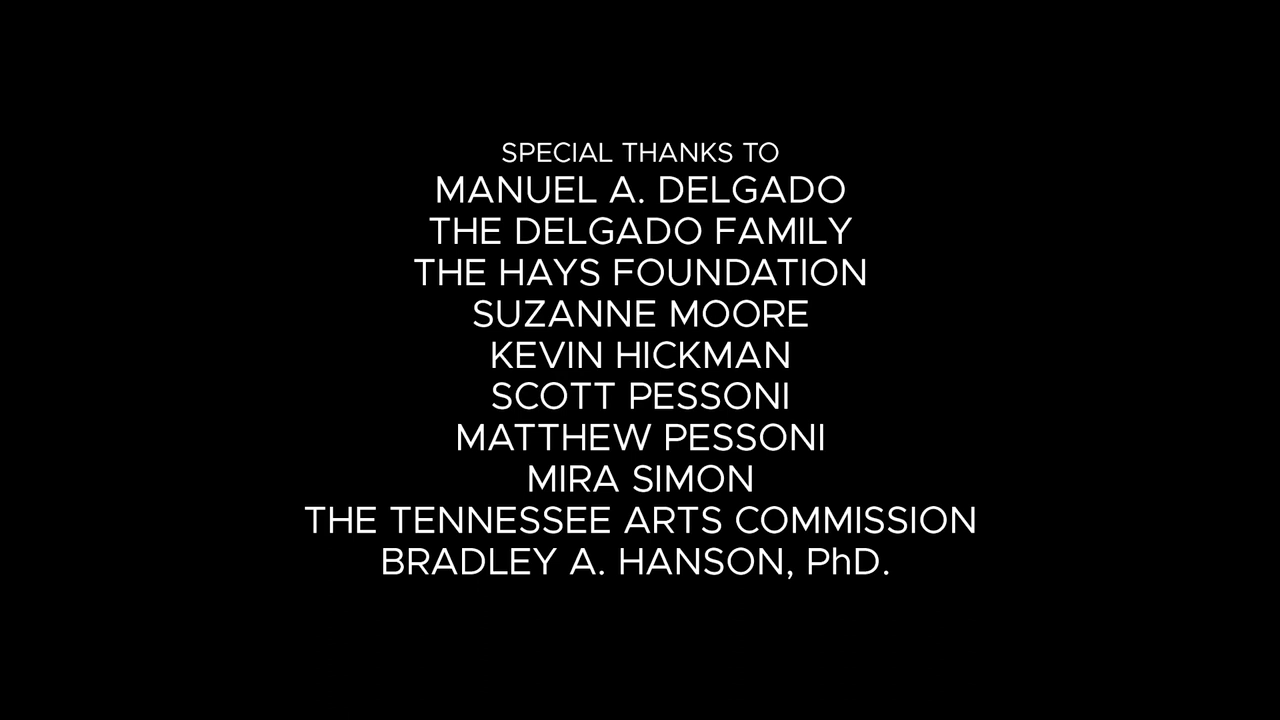 SPECIAL THANKS TO
MANUEL A. DELGADO
THE DELGADO FAMILY
THE HAYS FOUNDATION
SUZANNE MOORE
KEVIN HICKMAN
SCOTT PESSONI
MATTHEW PESSONI
MIRA SIMON
THE TENNESSEE ARTS COMMISSION
BRADLEY A. HANSON, PhD.